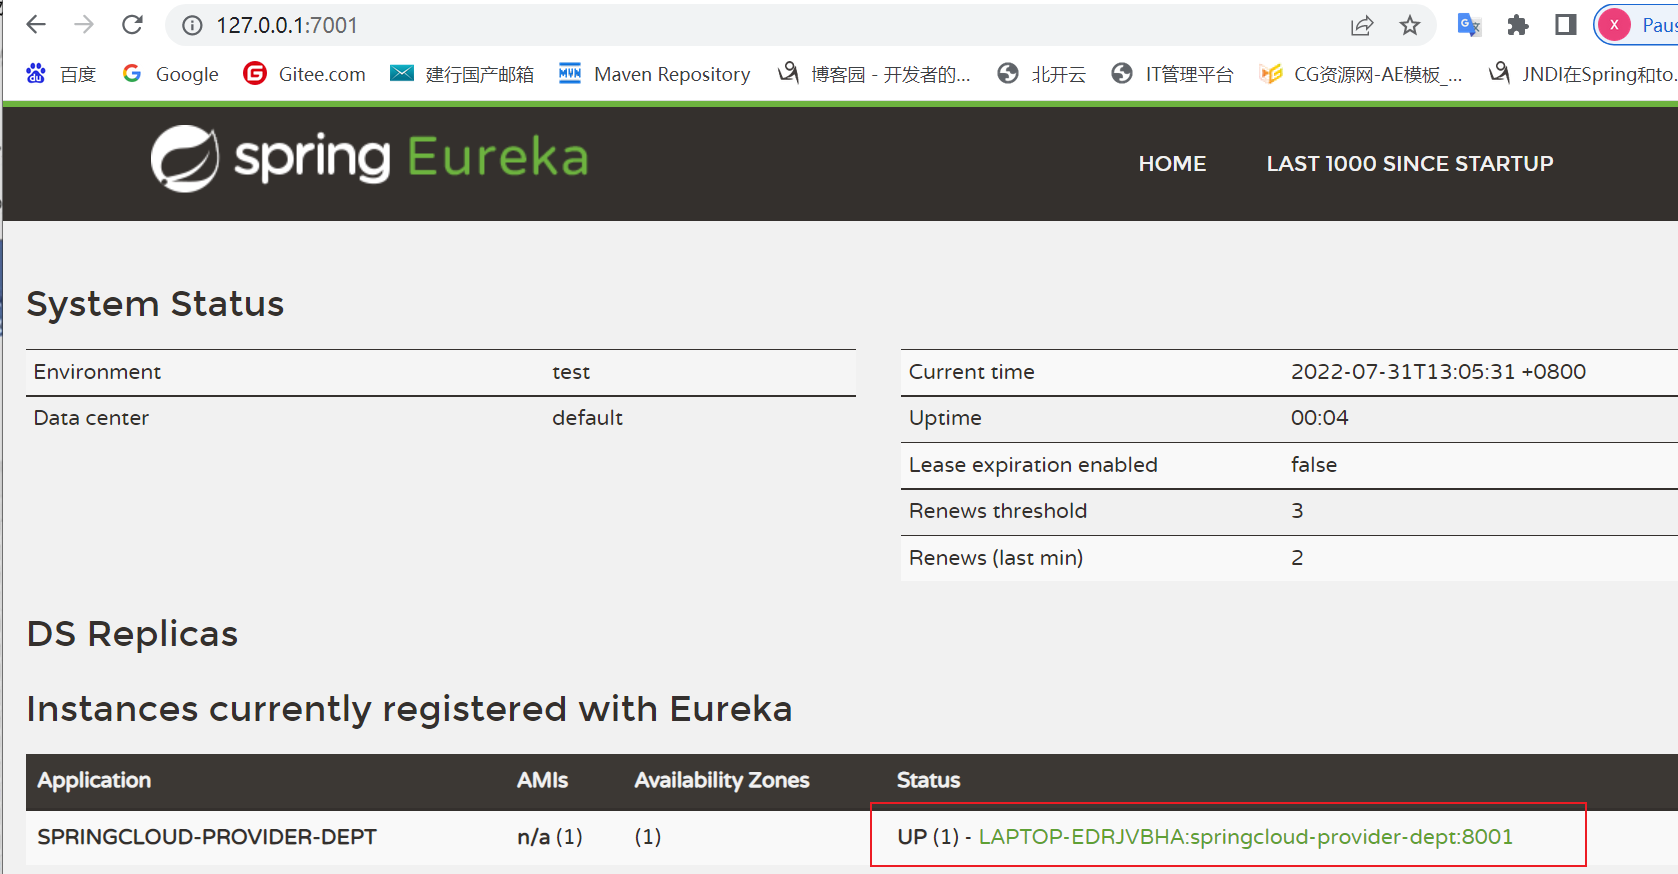 127.0.0.1:7001
X Paus
百度 Google Gitee.com 建行国产邮箱 Maven Repository 博客园 - 开发者的... 北开云 IT管理平台 CG资源网-AE模板_... JNDI在Spring和to...
spring Eureka
HOME LAST 1000 SINCE STARTUP
System Status
Environment test
Data center default
Current time 2022-07-31T13:05:31 +0800
Uptime 00:04
Lease expiration enabled false
Renews threshold 3
Renews (last min) 2
DS Replicas
Instances currently registered with Eureka
Application AMIs Availability Zones Status
SPRINGCLOUD-PROVIDER-DEPT n/a (1) (1) UP (1) - LAPTOP-EDRJVBHA:springcloud-provider-dept:8001